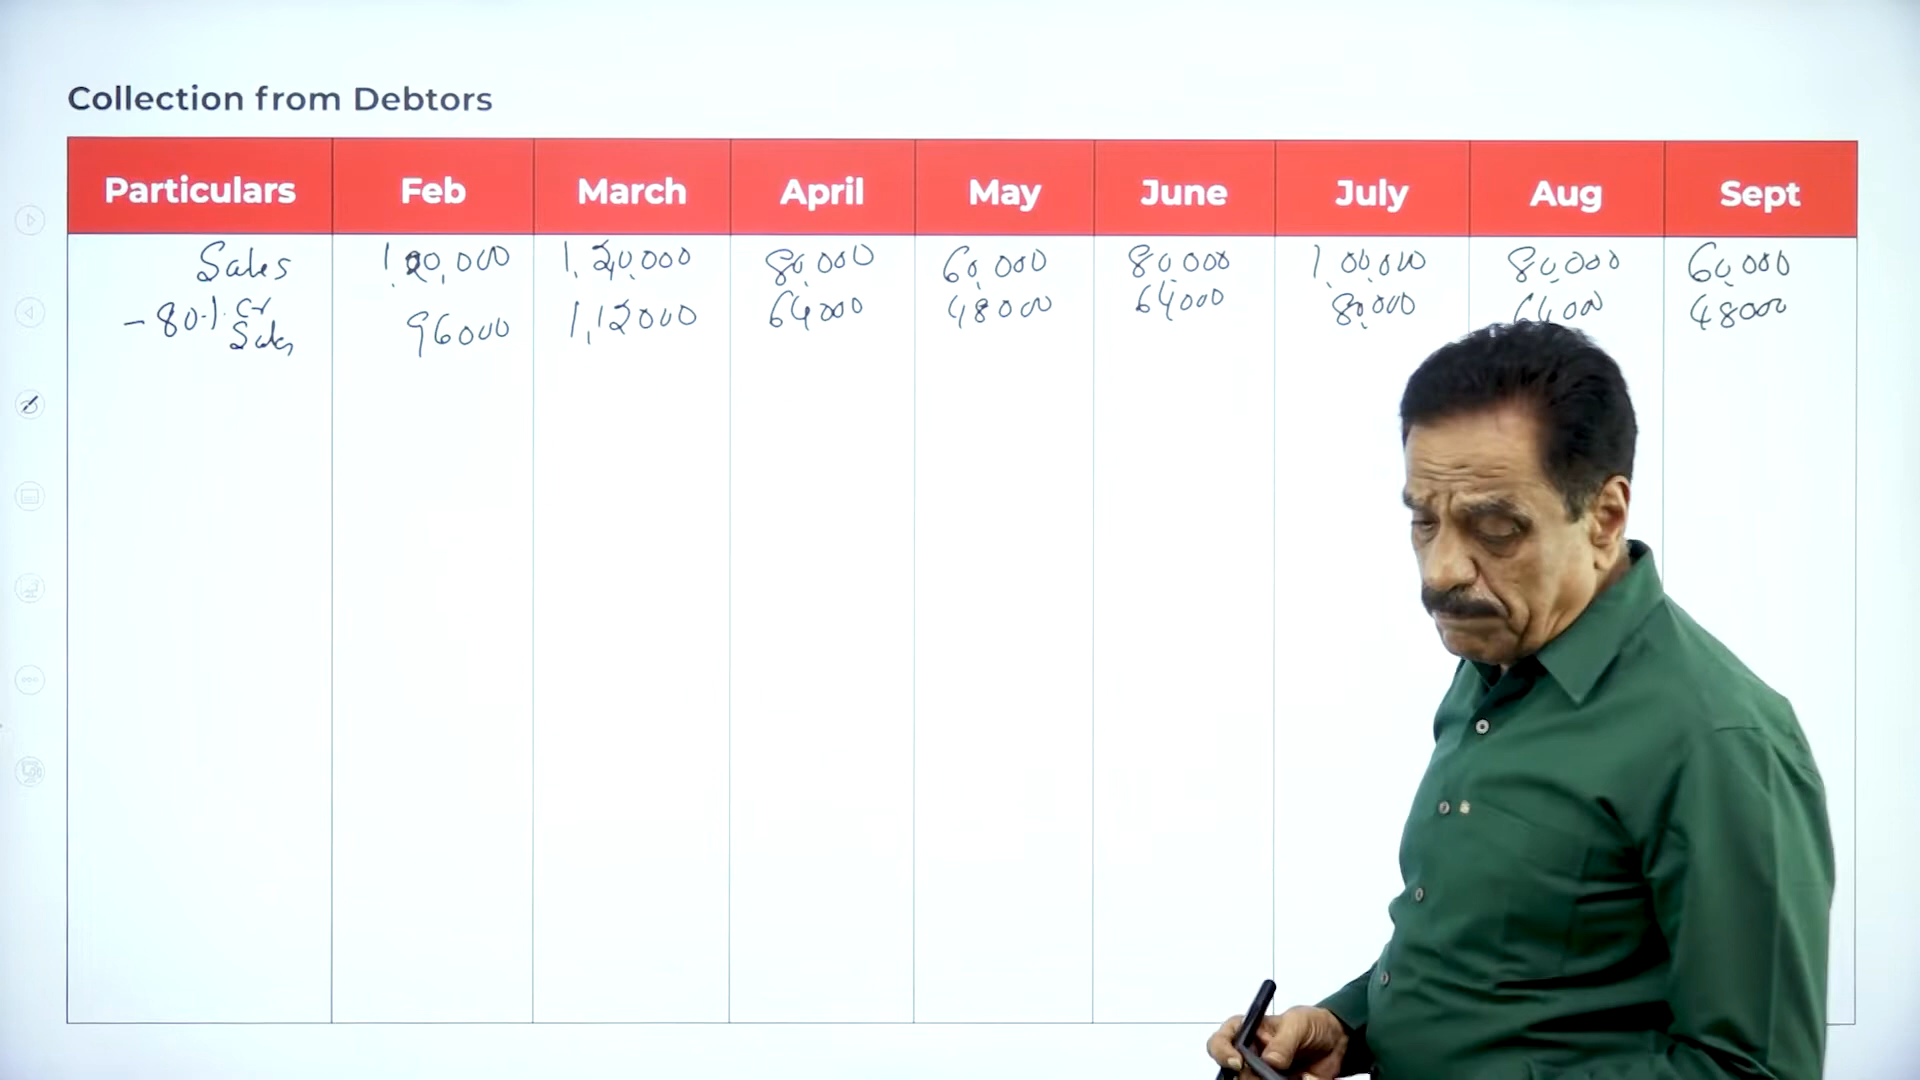 Collection from Debtors
Particulars Feb March April May June July Aug Sept
Sales 1,20,000 1,40,000 80,000 60,000 80,000 1,00,000 80,000 60,000
- 80% Cr Sales 96000 1,12000 64000 48000 64000 80,000 64000 48000